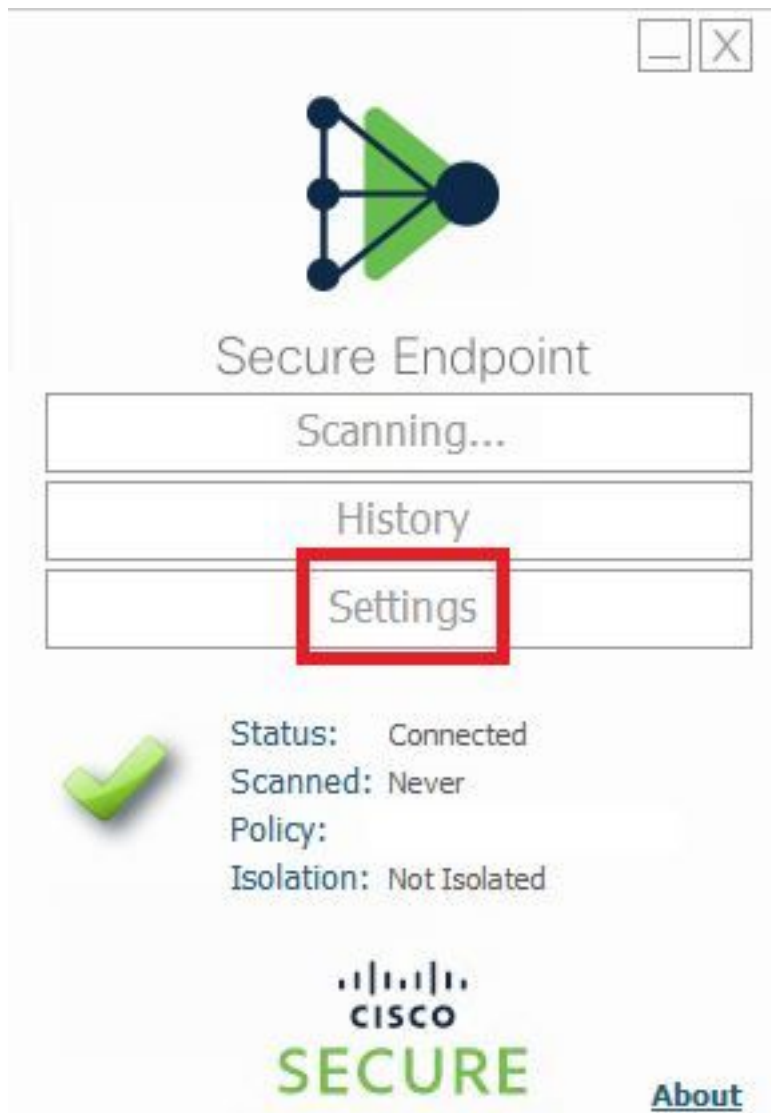 Secure Endpoint
Scanning...
History
Settings
Status: Connected
Scanned: Never
Policy:
Isolation: Not Isolated
CISCO
SECURE
About